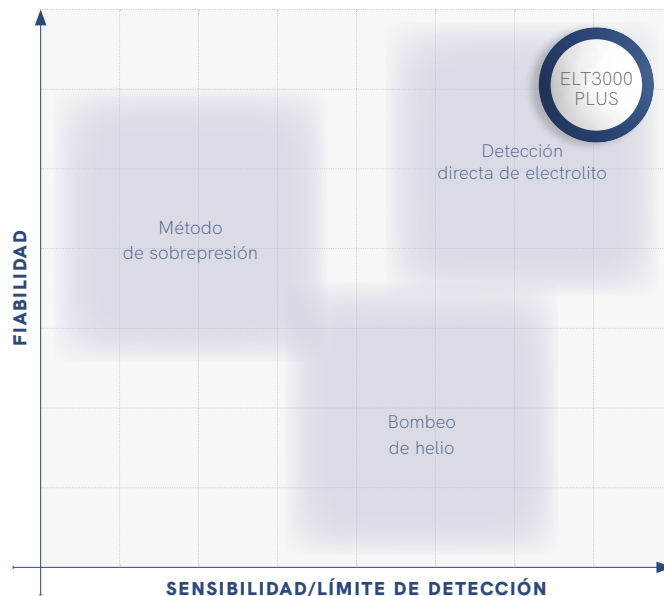 ELT3000
PLUS
Detección
directa de electrolito
Método
de sobrepresión
FIABILIDAD
Bombeo
de helio
SENSIBILIDAD/LÍMITE DE DETECCIÓN